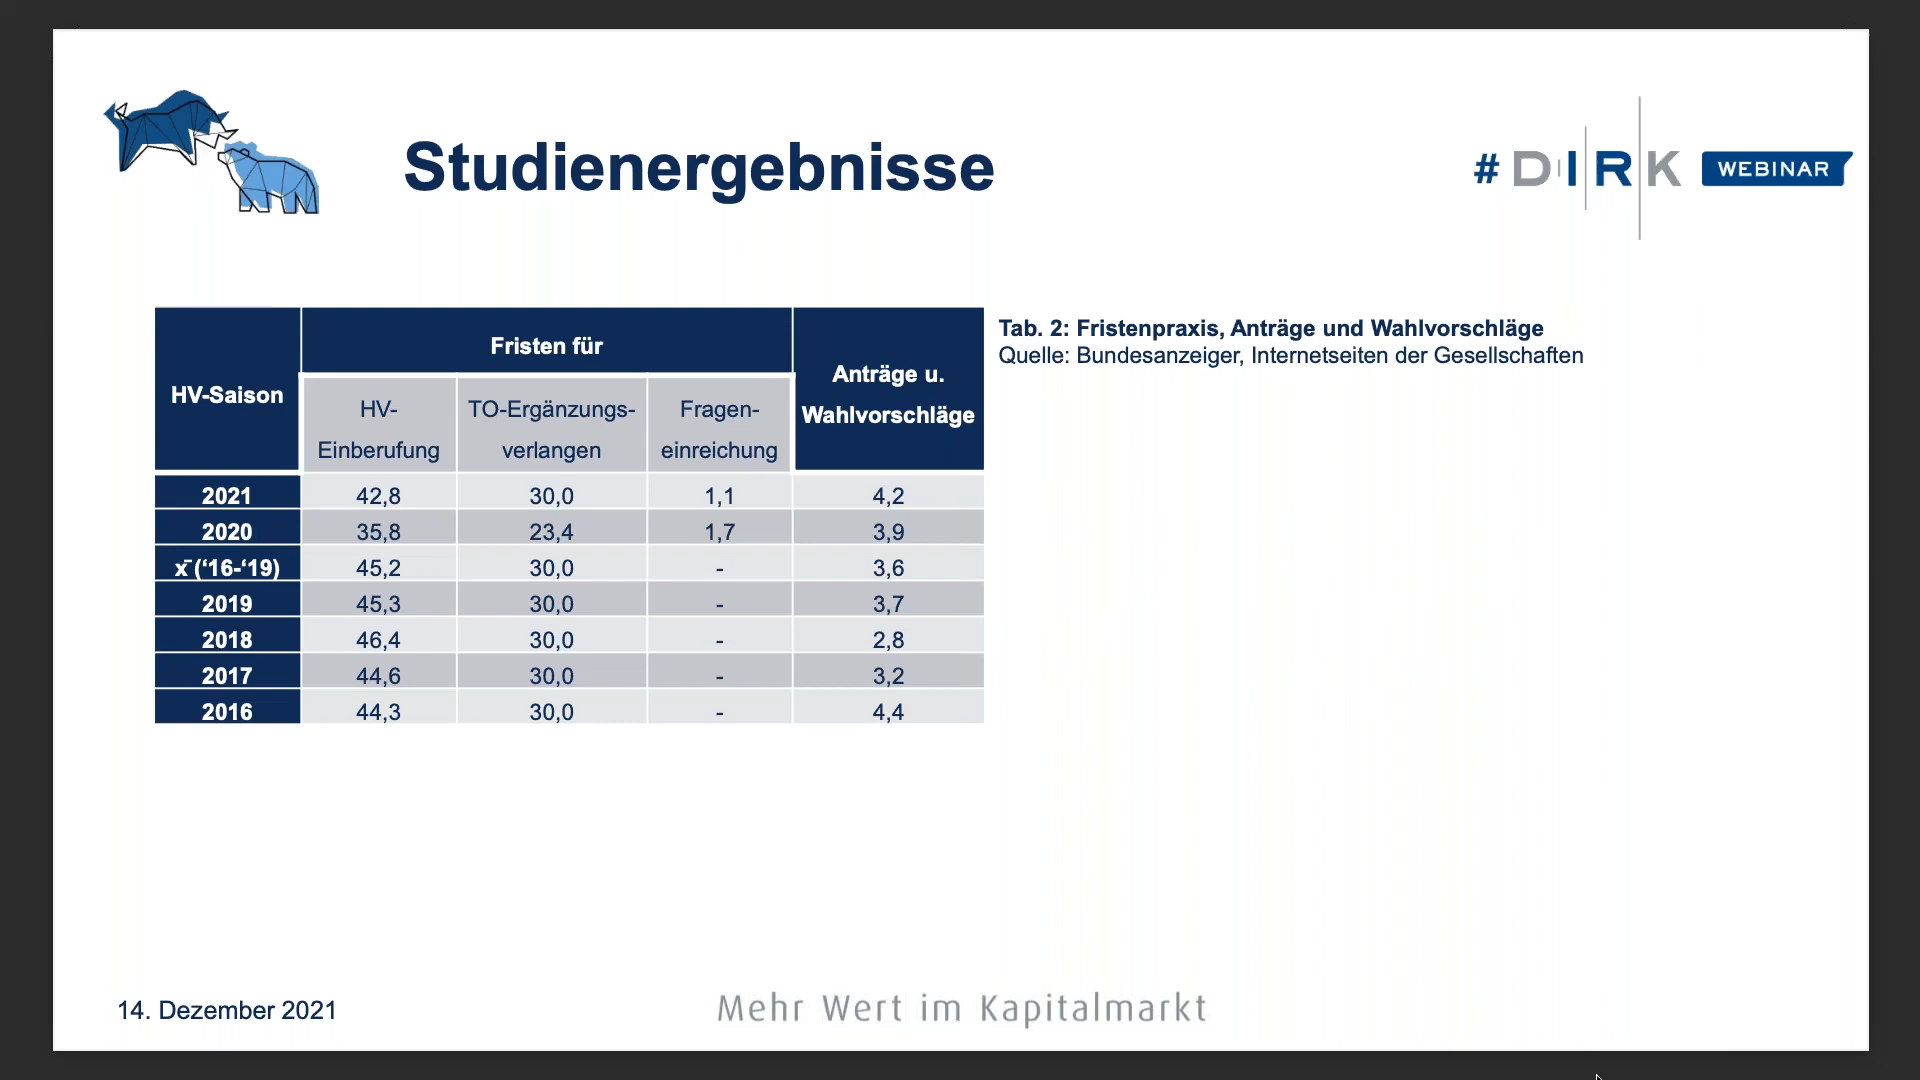 Studienergebnisse
# DIRK WEBINAR
HV-Saison Fristen für Anträge u. Wahlvorschläge
HV-Einberufung TO-Ergänzungs-verlangen Fragen-einreichung
2021 42,8 30,0 1,1 4,2
2020 35,8 23,4 1,7 3,9
x̄ (‘16-‘19) 45,2 30,0 - 3,6
2019 45,3 30,0 - 3,7
2018 46,4 30,0 - 2,8
2017 44,6 30,0 - 3,2
2016 44,3 30,0 - 4,4
Tab. 2: Fristenpraxis, Anträge und Wahlvorschläge
Quelle: Bundesanzeiger, Internetseiten der Gesellschaften
14. Dezember 2021
Mehr Wert im Kapitalmarkt